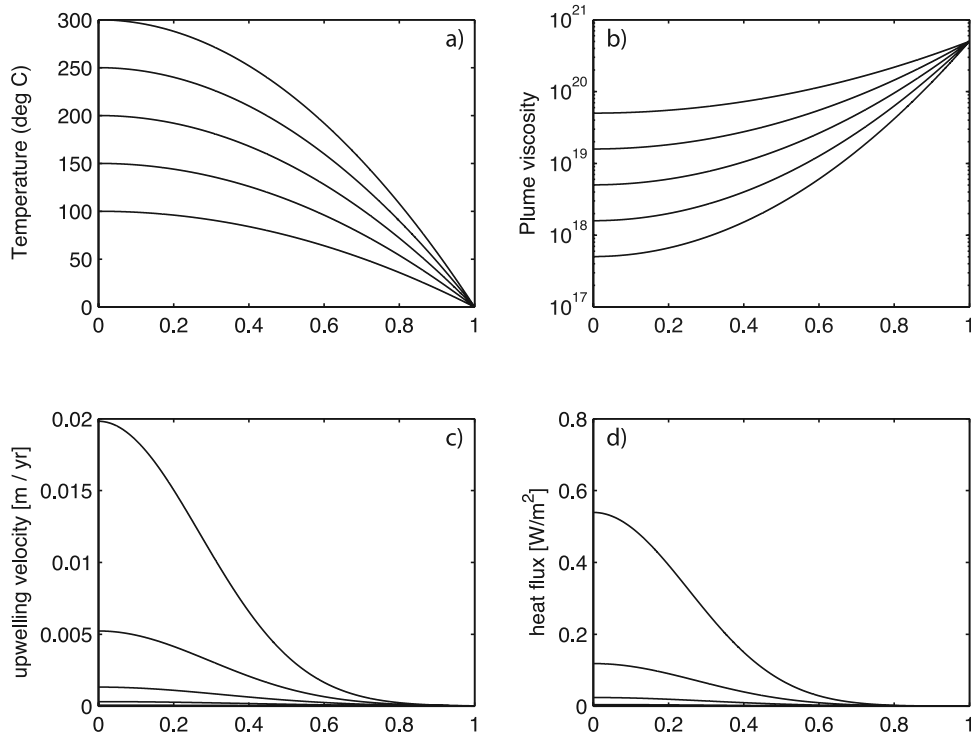 a)
Temperature (deg C)
300
250
200
150
100
50
0
0 0.2 0.4 0.6 0.8 1
b)
Plume viscosity
10^21
10^20
10^19
10^18
10^17
0 0.2 0.4 0.6 0.8 1
c)
upwelling velocity [m / yr]
0.02
0.015
0.01
0.005
0
0 0.2 0.4 0.6 0.8 1
d)
heat flux [W/m^2]
0.8
0.6
0.4
0.2
0
0 0.2 0.4 0.6 0.8 1